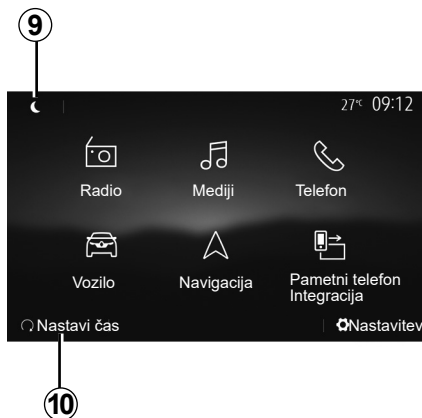 9
27°C 09:12
Radio Mediji Telefon
Vozilo Navigacija Pametni telefon
Integracija
Nastavi čas Nastavitev
10